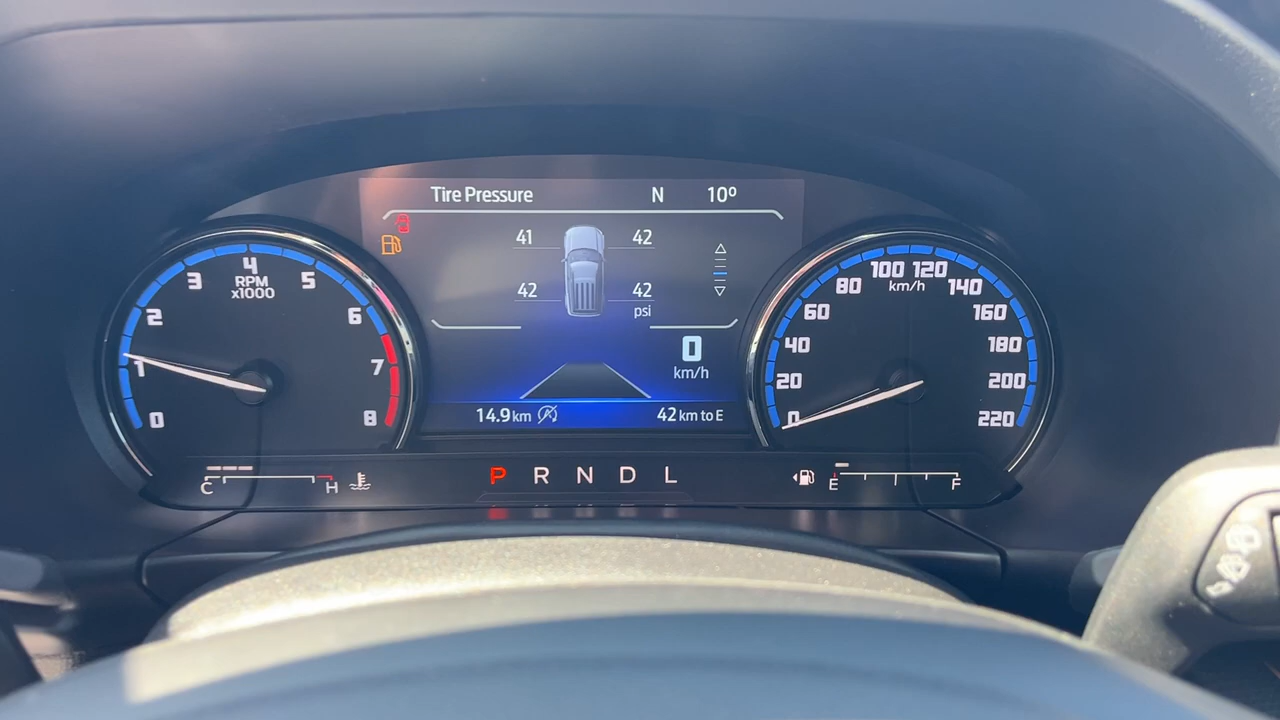 Tire Pressure N 10º
41 42
42 42
psi
0
km/h
14.9 km 42 km to E
0 1 2 3 4 5 6 7 8
RPM
x1000
0 20 40 60 80 100 120 140 160 180 200 220
km/h
C H
P R N D L
E F